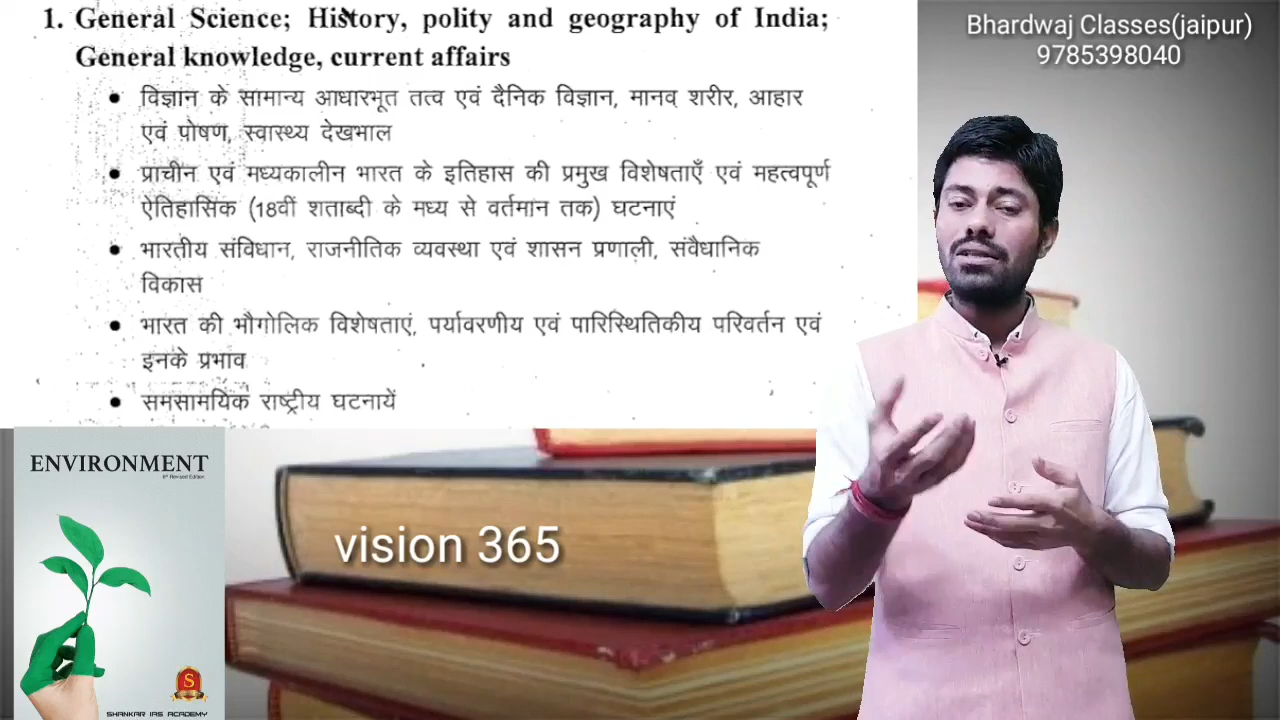 1. General Science; History, polity and geography of India;
General knowledge, current affairs
• विज्ञान के सामान्य आधारभूत तत्व एवं दैनिक विज्ञान, मानव शरीर, आहार
एवं पोषण, स्वास्थ्य देखभाल
• प्राचीन एवं मध्यकालीन भारत के इतिहास की प्रमुख विशेषताएँ एवं महत्वपूर्ण
ऐतिहासिक (18वीं शताब्दी के मध्य से वर्तमान तक) घटनाएं
• भारतीय संविधान, राजनीतिक व्यवस्था एवं शासन प्रणाली, संवैधानिक
विकास
• भारत की भौगोलिक विशेषताएं, पर्यावरणीय एवं पारिस्थितिकीय परिवर्तन एवं
इनके प्रभाव
• समसामयिक राष्ट्रीय घटनायें
Bhardwaj Classes(jaipur)
9785398040
ENVIRONMENT
Revised Edition
S
SHANKAR IAS ACADEMY
vision 365